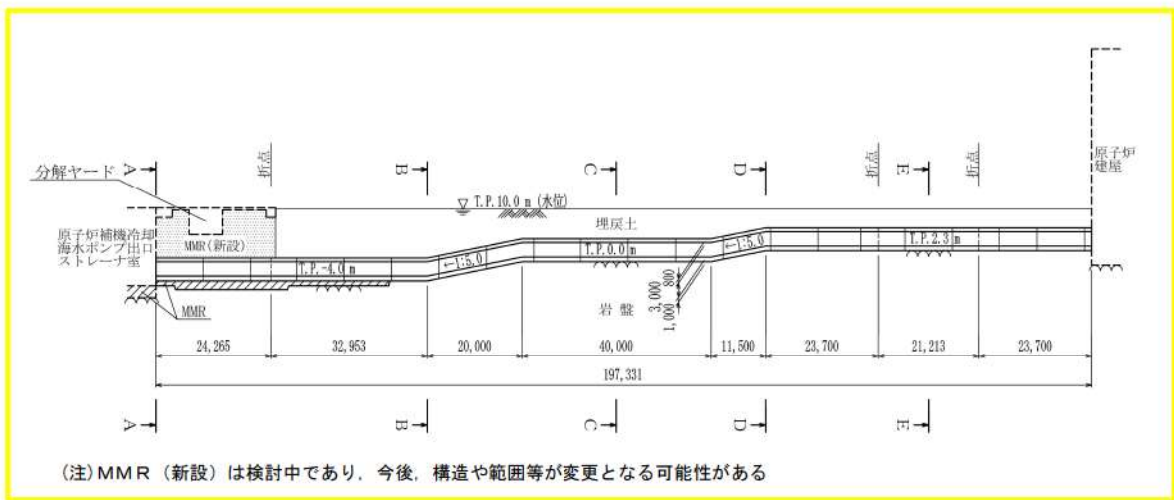 A
折点
B
C
D
折点
E
折点
原子炉
建屋
分解ヤード
T.P.10.0 m (水位)
埋戻土
原子炉補機冷却
海水ポンプ出口
ストレーナ室
MMR(新設)
T.P.-4.0 m
←1:5.0
T.P.0.0 m
←1:5.0
T.P.2.3 m
MMR
岩盤
800
3,000
1,000
24,265
32,953
20,000
40,000
11,500
23,700
21,213
23,700
197,331
A
B
C
D
E
(注)MMR（新設）は検討中であり，今後，構造や範囲等が変更となる可能性がある